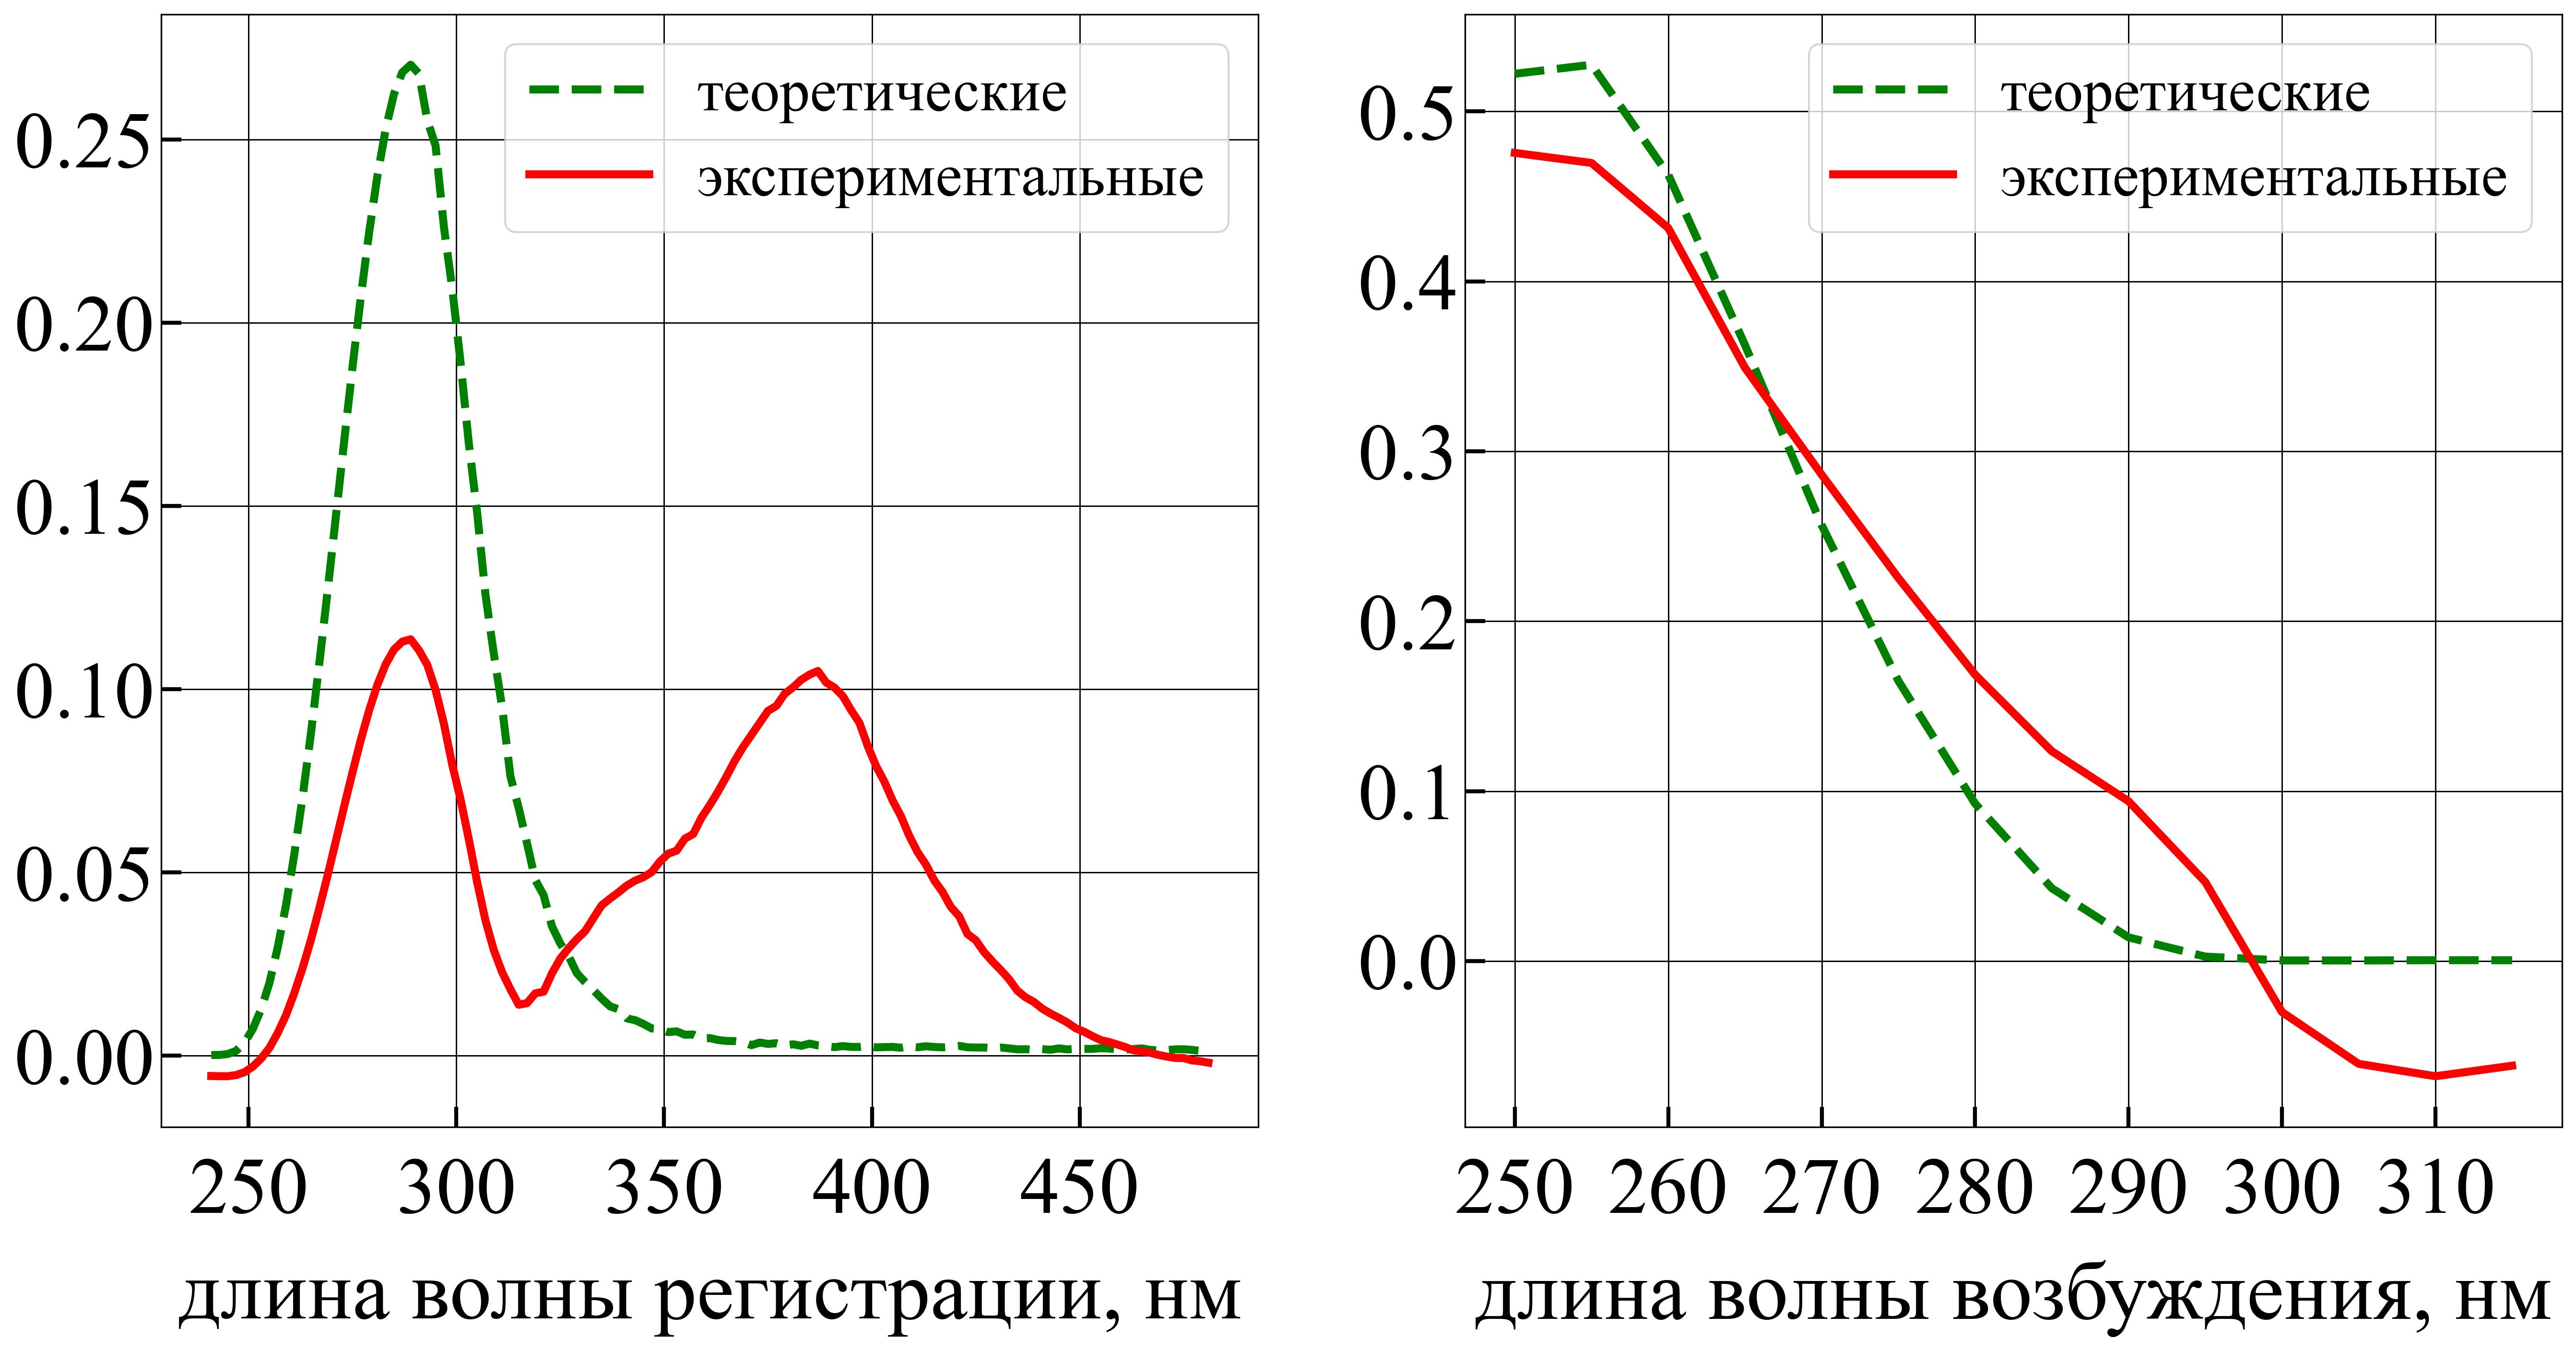 теоретические
экспериментальные
0.25
0.20
0.15
0.10
0.05
0.00
250 300 350 400 450
длина волны регистрации, нм
теоретические
экспериментальные
0.5
0.4
0.3
0.2
0.1
0.0
250 260 270 280 290 300 310
длина волны возбуждения, нм